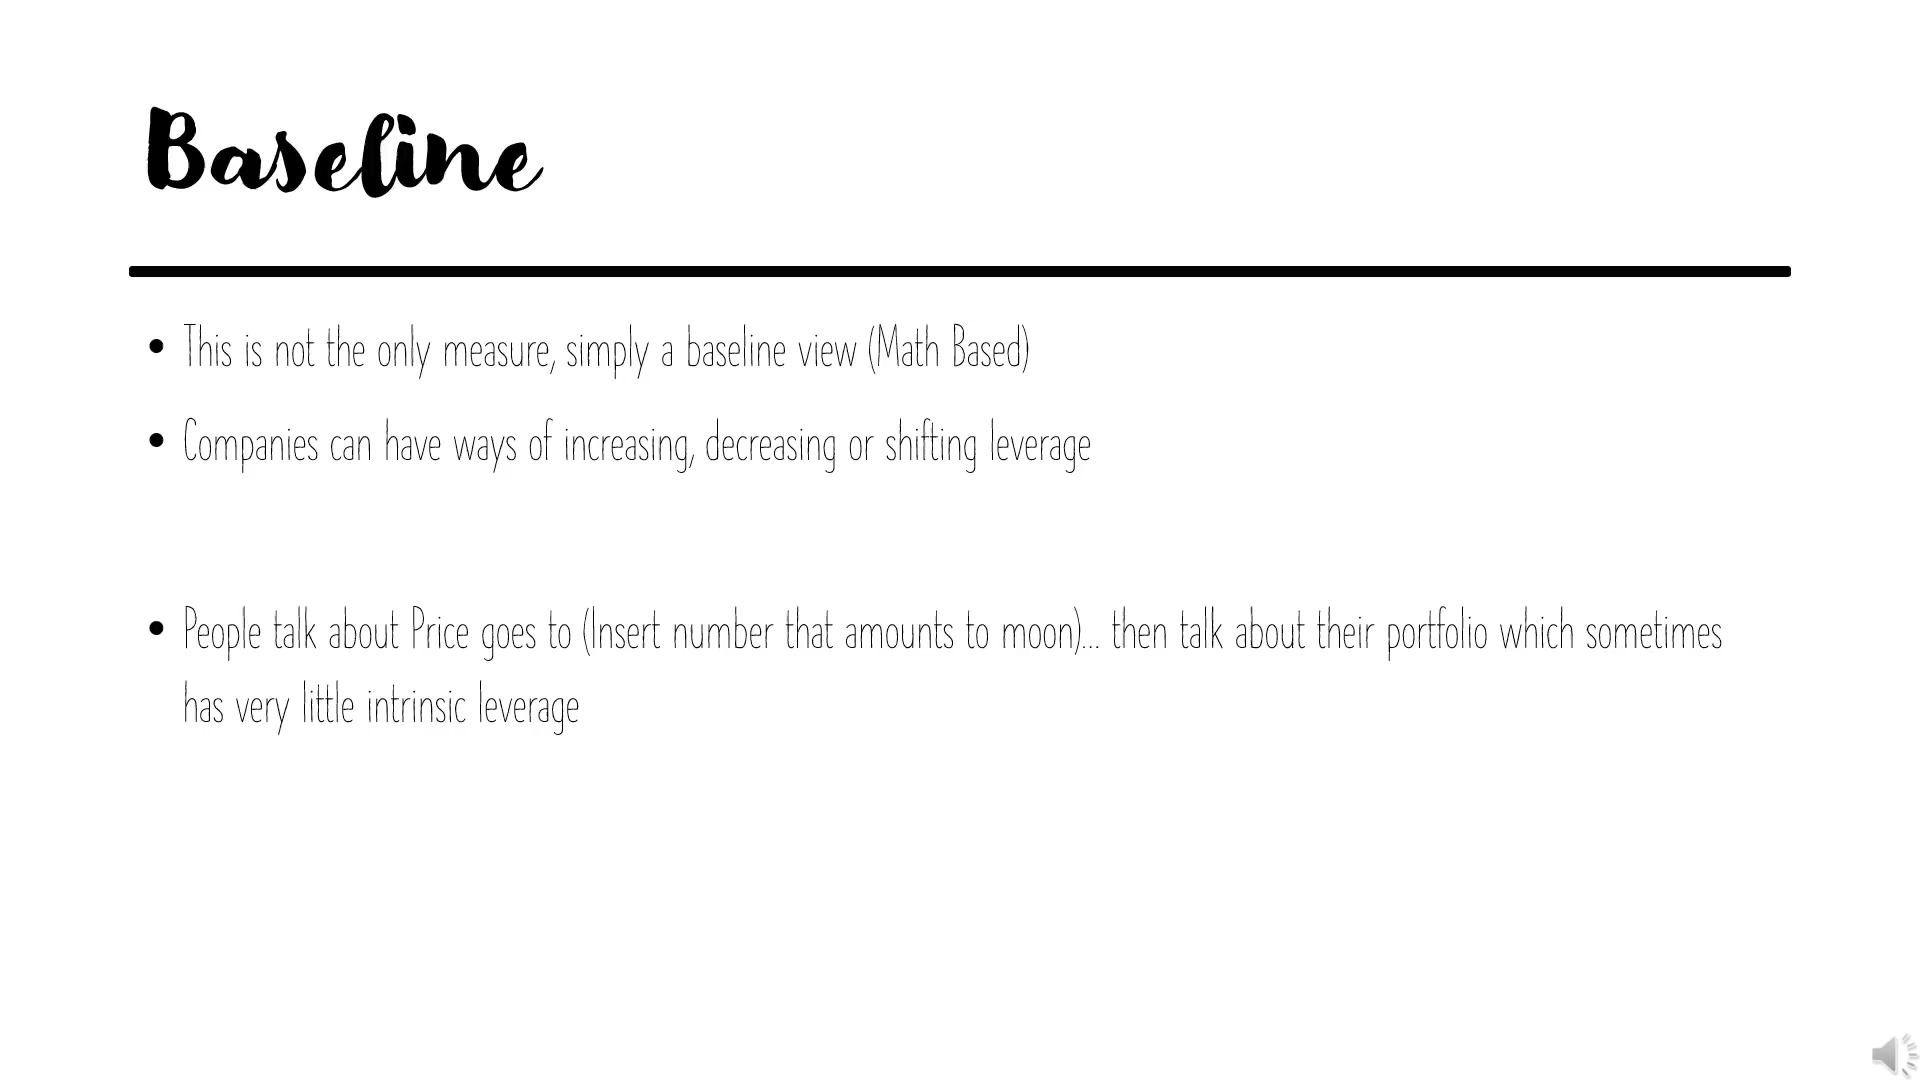 Baseline
• This is not the only measure, simply a baseline view (Math Based)
• Companies can have ways of increasing, decreasing or shifting leverage
• People talk about Price goes to (Insert number that amounts to moon)... then talk about their portfolio which sometimes
has very little intrinsic leverage